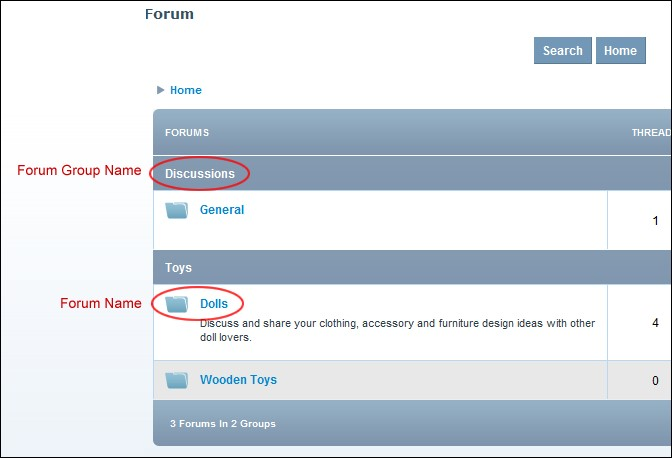 Forum
Search Home
Home
FORUMS THREAD
Forum Group Name Discussions
General 1
Toys
Forum Name Dolls
Discuss and share your clothing, accessory and furniture design ideas with other
doll lovers.
4
Wooden Toys 0
3 Forums In 2 Groups